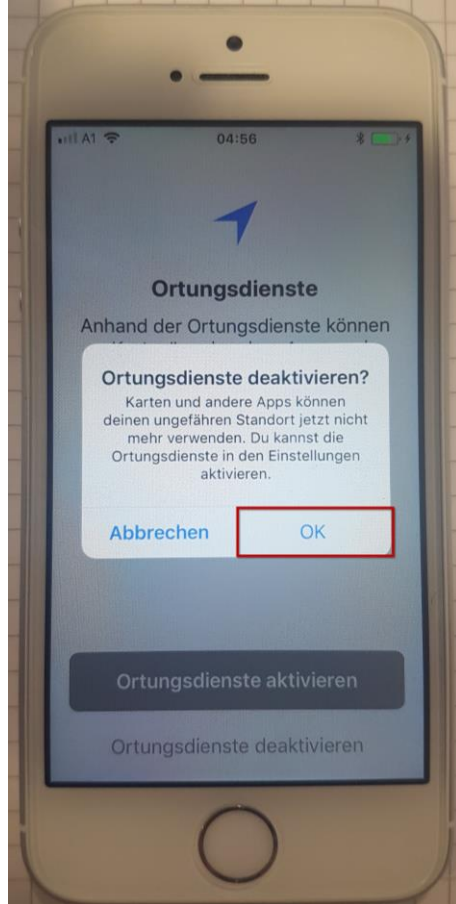 A1 04:56
Ortungsdienste
Anhand der Ortungsdienste können
Ortungsdienste deaktivieren?
Karten und andere Apps können
deinen ungefähren Standort jetzt nicht
mehr verwenden. Du kannst die
Ortungsdienste in den Einstellungen
aktivieren.
Abbrechen OK
Ortungsdienste aktivieren
Ortungsdienste deaktivieren